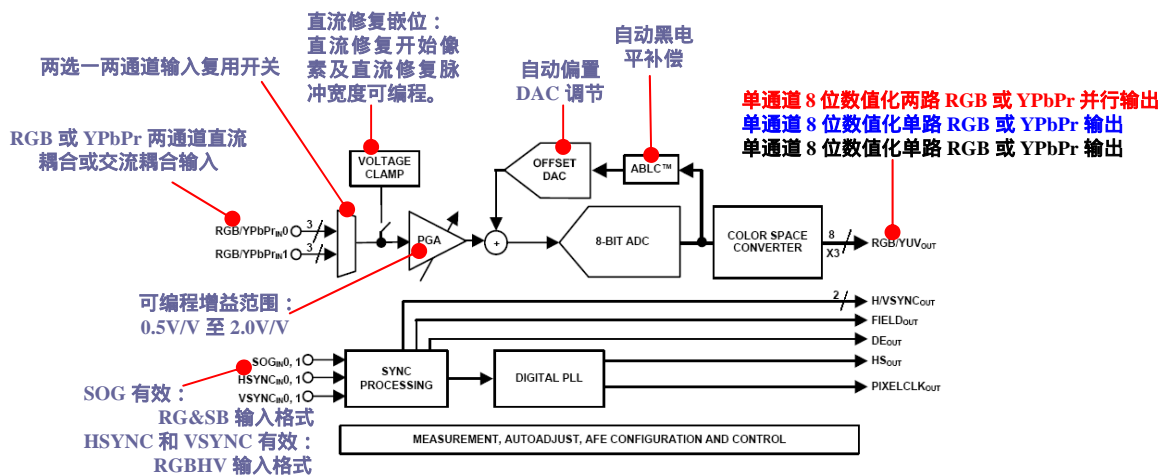 直流修复嵌位：
直流修复开始像
素及直流修复脉
冲宽度可编程。
自动黑电
平补偿
两选一两通道输入复用开关
自动偏置
DAC 调节
单通道 8 位数值化两路 RGB 或 YPbPr 并行输出
单通道 8 位数值化单路 RGB 或 YPbPr 输出
单通道 8 位数值化单路 RGB 或 YPbPr 输出
RGB 或 YPbPr 两通道直流
耦合或交流耦合输入
VOLTAGE
CLAMP
OFFSET
DAC
ABLC™
RGB/YPbPrIN0
3
RGB/YPbPrIN1
3
PGA
+
8-BIT ADC
COLOR SPACE
CONVERTER
8
X3
RGB/YUVOUT
可编程增益范围：
0.5V/V 至 2.0V/V
2
H/VSYNCOUT
FIELDOUT
DEOUT
HSOUT
PIXELCLKOUT
SOGIN0, 1
HSYNCIN0, 1
VSYNCIN0, 1
SYNC
PROCESSING
DIGITAL PLL
SOG 有效：
RG&SB 输入格式
HSYNC 和 VSYNC 有效：
RGBHV 输入格式
MEASUREMENT, AUTOADJUST, AFE CONFIGURATION AND CONTROL